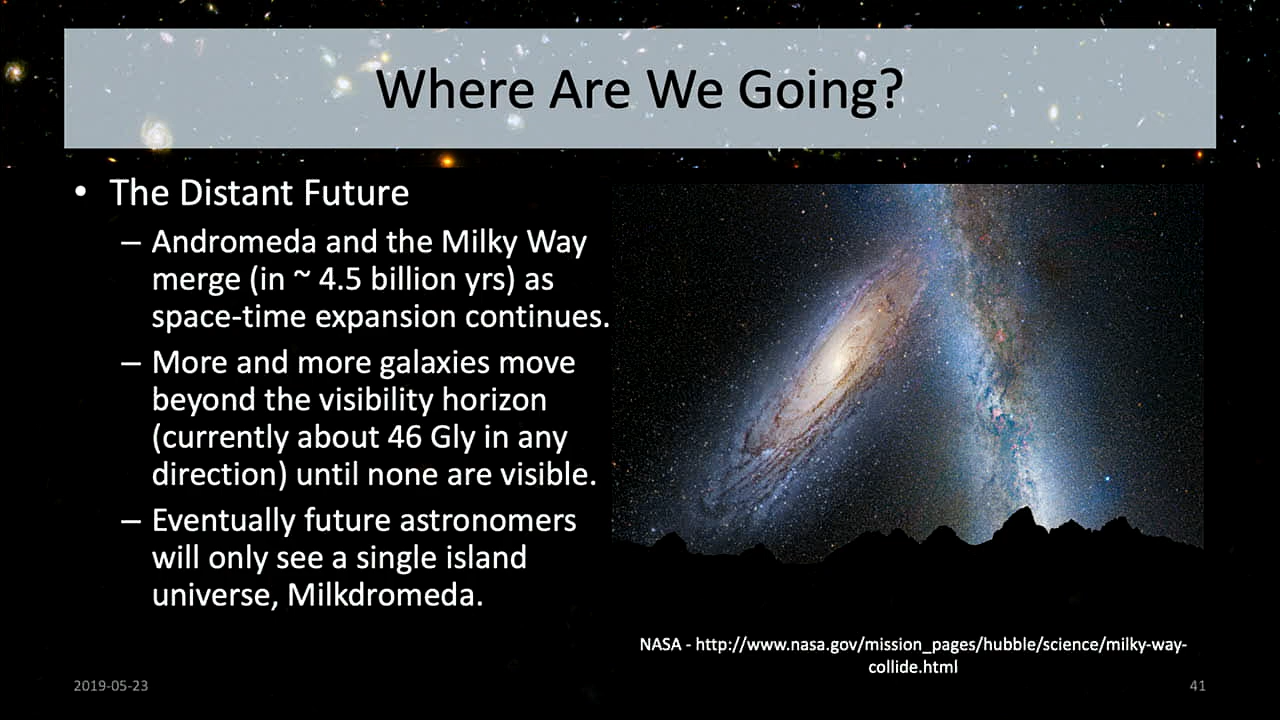 Where Are We Going?
• The Distant Future
– Andromeda and the Milky Way
merge (in ~ 4.5 billion yrs) as
space-time expansion continues.
– More and more galaxies move
beyond the visibility horizon
(currently about 46 Gly in any
direction) until none are visible.
– Eventually future astronomers
will only see a single island
universe, Milkdromeda.
NASA - http://www.nasa.gov/mission_pages/hubble/science/milky-way-
collide.html
2019-05-23
41